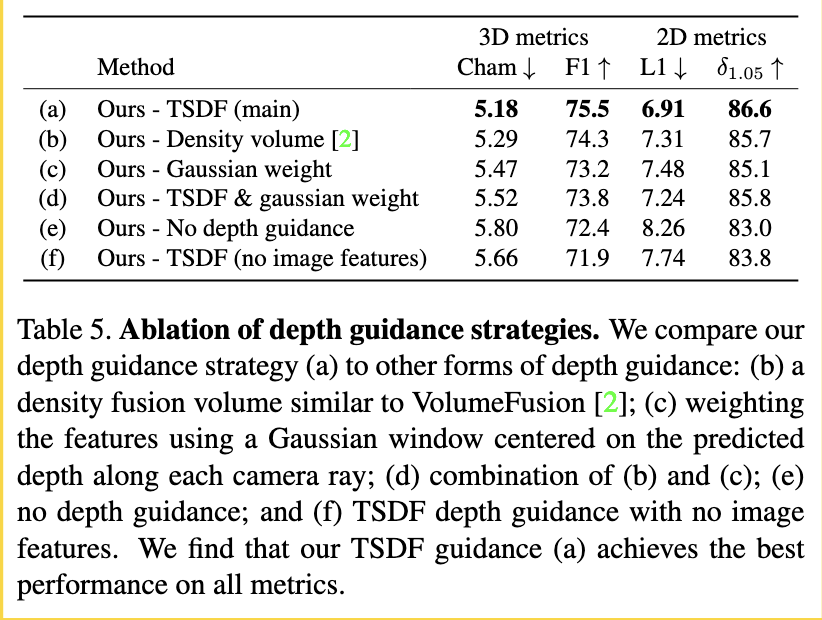 3D metrics 2D metrics
Method Cham ↓ F1 ↑ L1 ↓ δ1.05 ↑
(a) Ours - TSDF (main) 5.18 75.5 6.91 86.6
(b) Ours - Density volume [2] 5.29 74.3 7.31 85.7
(c) Ours - Gaussian weight 5.47 73.2 7.48 85.1
(d) Ours - TSDF & gaussian weight 5.52 73.8 7.24 85.8
(e) Ours - No depth guidance 5.80 72.4 8.26 83.0
(f) Ours - TSDF (no image features) 5.66 71.9 7.74 83.8
Table 5. Ablation of depth guidance strategies. We compare our
depth guidance strategy (a) to other forms of depth guidance: (b) a
density fusion volume similar to VolumeFusion [2]; (c) weighting
the features using a Gaussian window centered on the predicted
depth along each camera ray; (d) combination of (b) and (c); (e)
no depth guidance; and (f) TSDF depth guidance with no image
features. We find that our TSDF guidance (a) achieves the best
performance on all metrics.